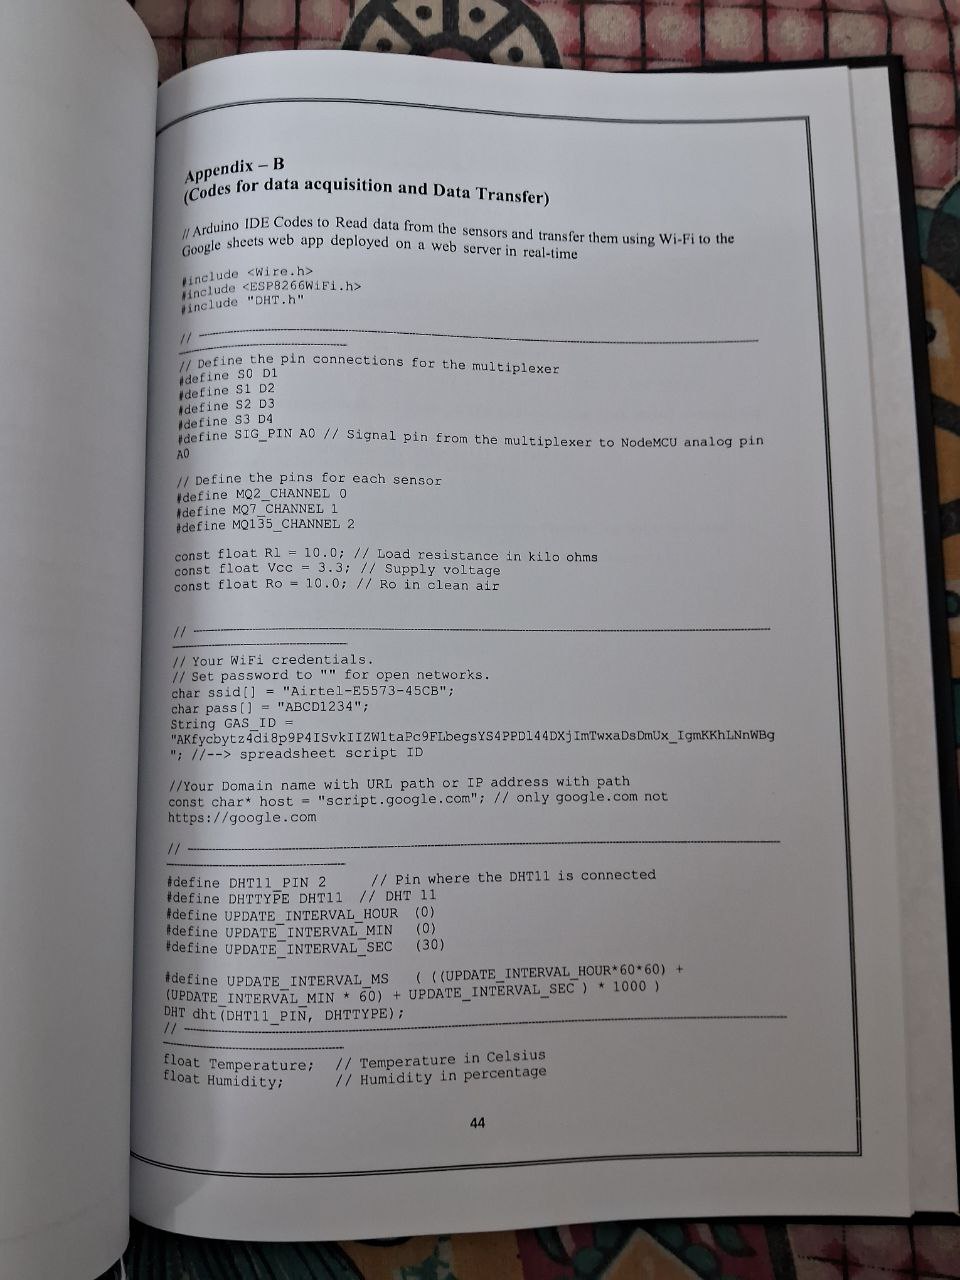 Appendix – B
(Codes for data acquisition and Data Transfer)
// Arduino IDE Codes to Read data from the sensors and transfer them using Wi-Fi to the
Google sheets web app deployed on a web server in real-time
#include <Wire.h>
#include <ESP8266WiFi.h>
#include "DHT.h"
// ----------------------------------------------------------------
// Define the pin connections for the multiplexer
#define S0 D1
#define S1 D2
#define S2 D3
#define S3 D4
#define SIG_PIN A0 // Signal pin from the multiplexer to NodeMCU analog pin
A0
// Define the pins for each sensor
#define MQ2_CHANNEL 0
#define MQ7_CHANNEL 1
#define MQ135_CHANNEL 2
const float Rl = 10.0; // Load resistance in kilo ohms
const float Vcc = 3.3; // Supply voltage
const float Ro = 10.0; // Ro in clean air
// ----------------------------------------------------------------
// Your WiFi credentials.
// Set password to "" for open networks.
char ssid[] = "Airtel-E5573-45CB";
char pass[] = "ABCD1234";
String GAS_ID =
"AKfycbytz4di8p9P4ISvkIIZW1taPc9FLbegsYS4PPDl44DXjImTwxaDsDmUx_IgmKKhLNnWBg
"; //--> spreadsheet script ID
//Your Domain name with URL path or IP address with path
const char* host = "script.google.com"; // only google.com not
https://google.com
// ----------------------------------------------------------------
#define DHT11_PIN 2 // Pin where the DHT11 is connected
#define DHTTYPE DHT11 // DHT 11
#define UPDATE_INTERVAL_HOUR (0)
#define UPDATE_INTERVAL_MIN (0)
#define UPDATE_INTERVAL_SEC (30)
#define UPDATE_INTERVAL_MS ( ((UPDATE_INTERVAL_HOUR*60*60) +
(UPDATE_INTERVAL_MIN * 60) + UPDATE_INTERVAL_SEC ) * 1000 )
DHT dht(DHT11_PIN, DHTTYPE);
// ----------------------------------------------------------------
float Temperature; // Temperature in Celsius
float Humidity; // Humidity in percentage
44